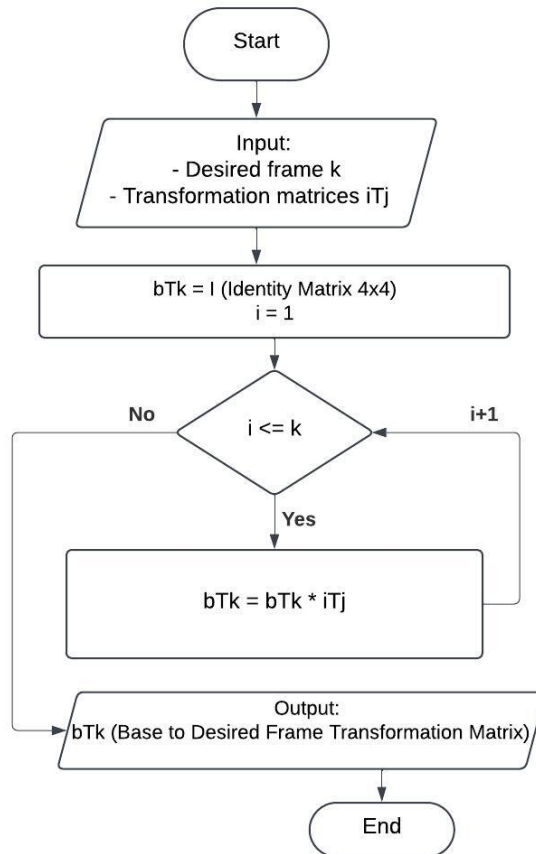 Start
Input:
- Desired frame k
- Transformation matrices iTj
bTk = I (Identity Matrix 4x4)
i = 1
No
i <= k
i+1
Yes
bTk = bTk * iTj
Output:
bTk (Base to Desired Frame Transformation Matrix)
End